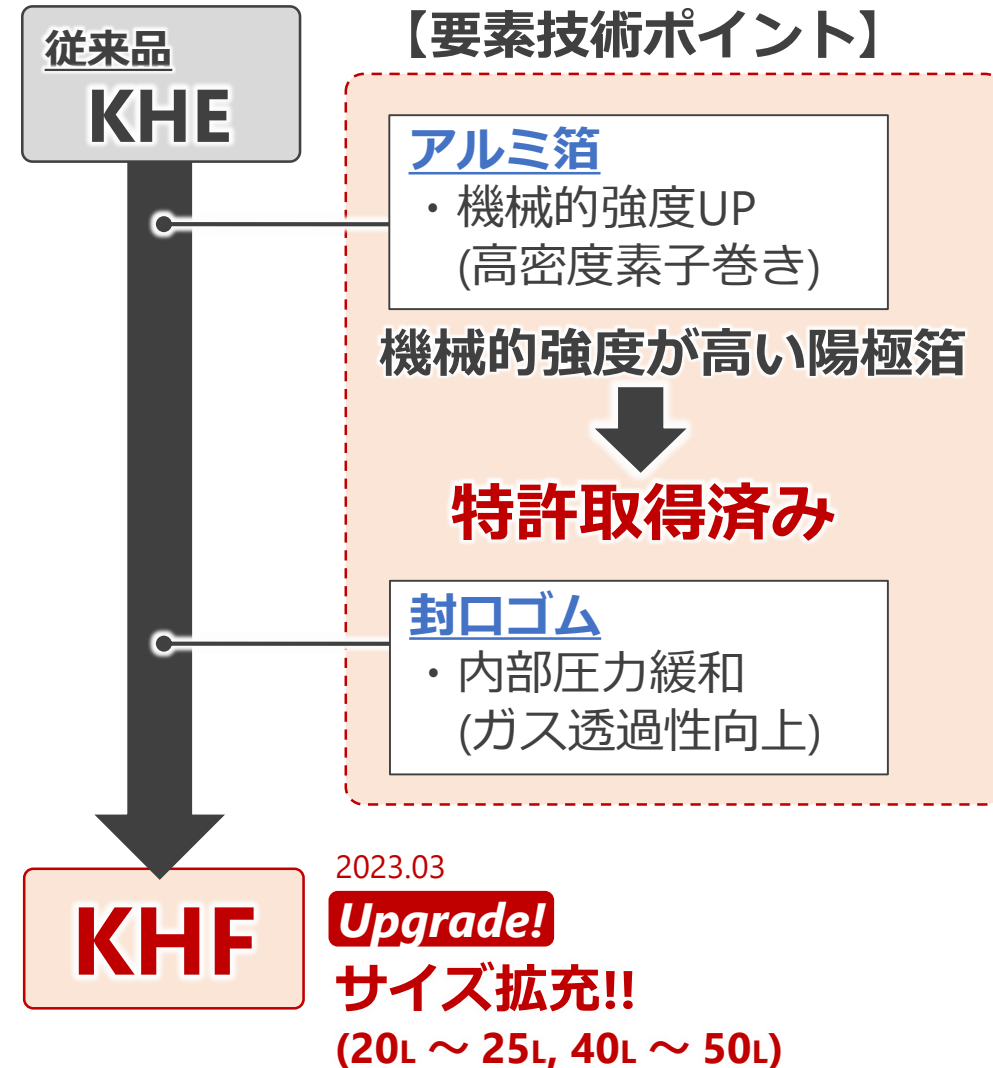 従来品
KHE
【要素技術ポイント】
アルミ箔
・機械的強度UP
(高密度素子巻き)
機械的強度が高い陽極箔
特許取得済み
封口ゴム
・内部圧力緩和
(ガス透過性向上)
KHF
2023.03
Upgrade!
サイズ拡充!!
(20L ～ 25L, 40L ～ 50L)